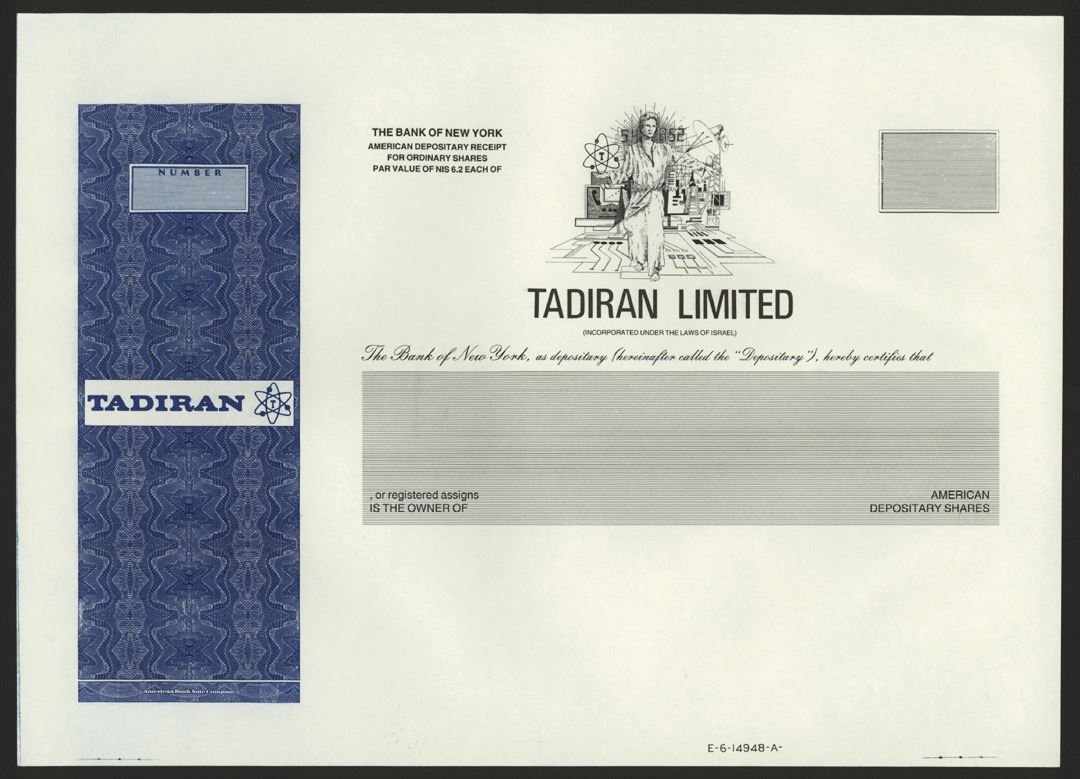 NUMBER
THE BANK OF NEW YORK
AMERICAN DEPOSITARY RECEIPT
FOR ORDINARY SHARES
PAR VALUE OF NIS 6.2 EACH OF
T
TADIRAN LIMITED
(INCORPORATED UNDER THE LAWS OF ISRAEL)
The Bank of New York, as depositary (hereinafter called the "Depositary"), hereby certifies that
TADIRAN T
, or registered assigns
IS THE OWNER OF
AMERICAN
DEPOSITARY SHARES
American Bank Note Company
E-6-14948-A-